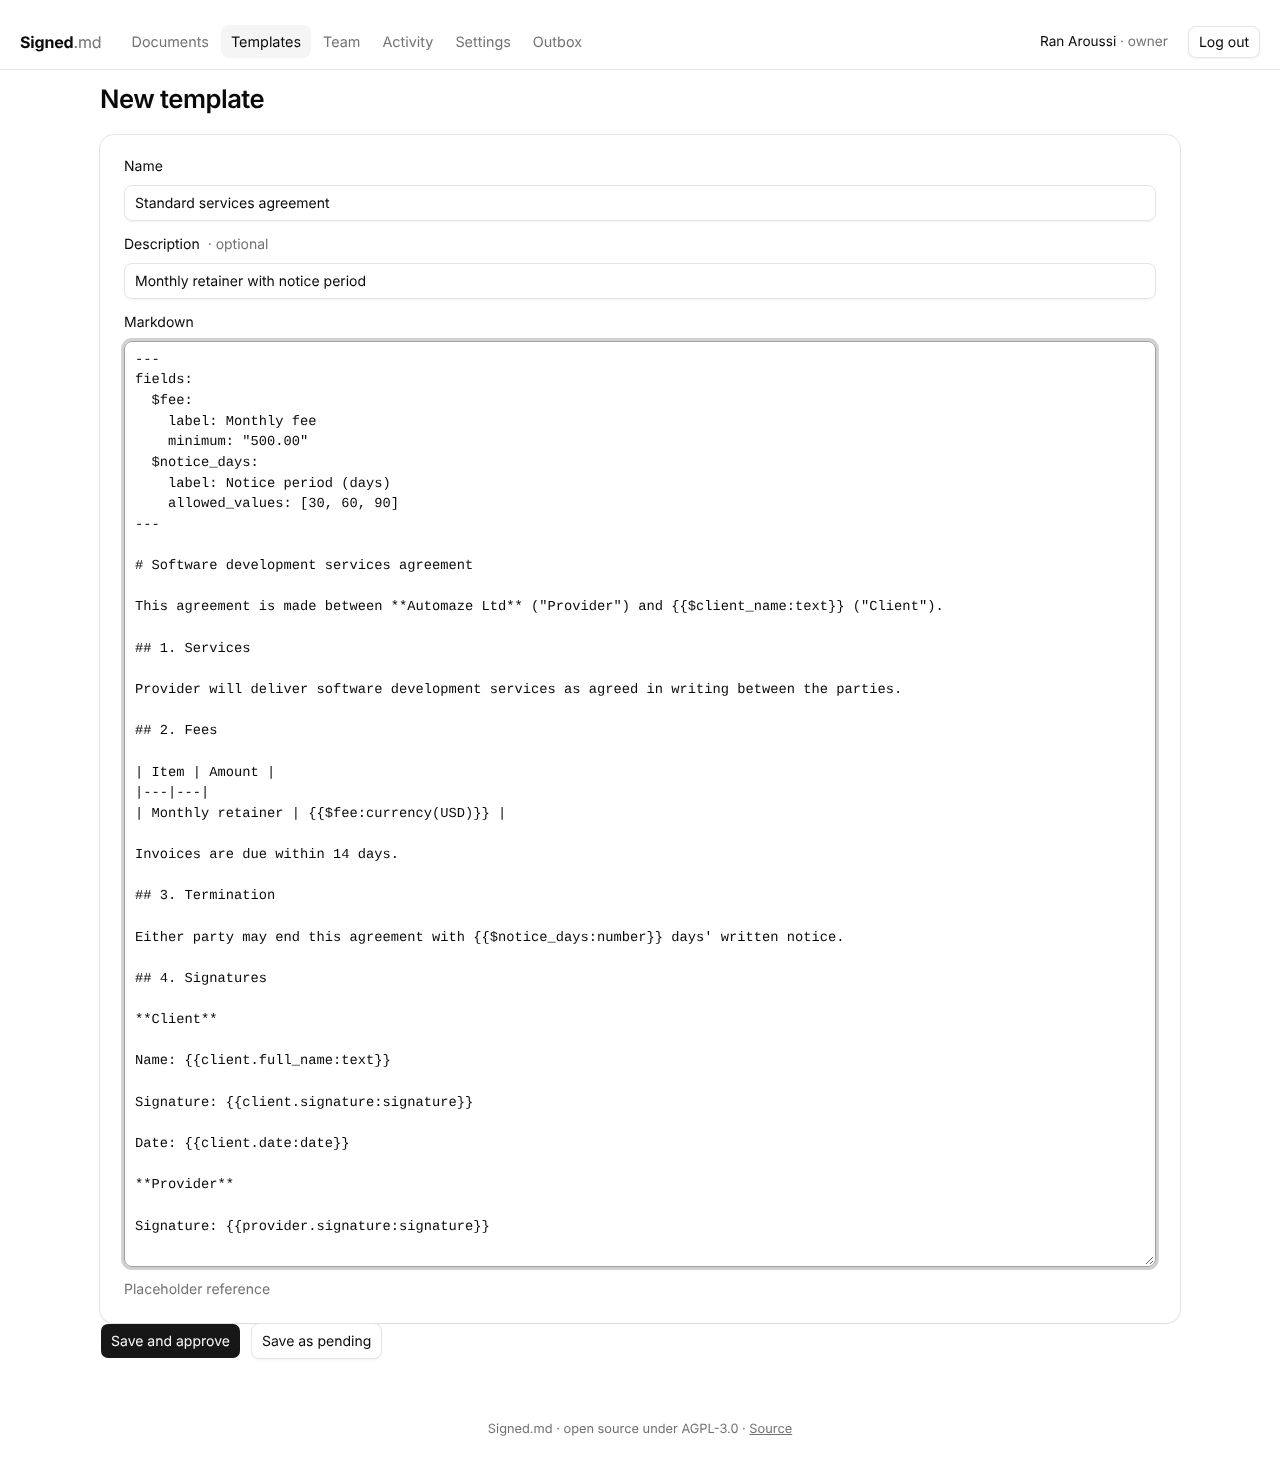 Signed.md Documents Templates Team Activity Settings Outbox Ran Aroussi · owner Log out
New template
Name
Standard services agreement
Description · optional
Monthly retainer with notice period
Markdown
---
fields:
  $fee:
    label: Monthly fee
    minimum: "500.00"
  $notice_days:
    label: Notice period (days)
    allowed_values: [30, 60, 90]
---
# Software development services agreement
This agreement is made between **Automaze Ltd** ("Provider") and {{$client_name:text}} ("Client").
## 1. Services
Provider will deliver software development services as agreed in writing between the parties.
## 2. Fees
| Item | Amount |
|---|---|
| Monthly retainer | {{$fee:currency(USD)}} |
Invoices are due within 14 days.
## 3. Termination
Either party may end this agreement with {{$notice_days:number}} days' written notice.
## 4. Signatures
**Client**
Name: {{client.full_name:text}}
Signature: {{client.signature:signature}}
Date: {{client.date:date}}
**Provider**
Signature: {{provider.signature:signature}}
Placeholder reference
Save and approve Save as pending
Signed.md · open source under AGPL-3.0 · Source